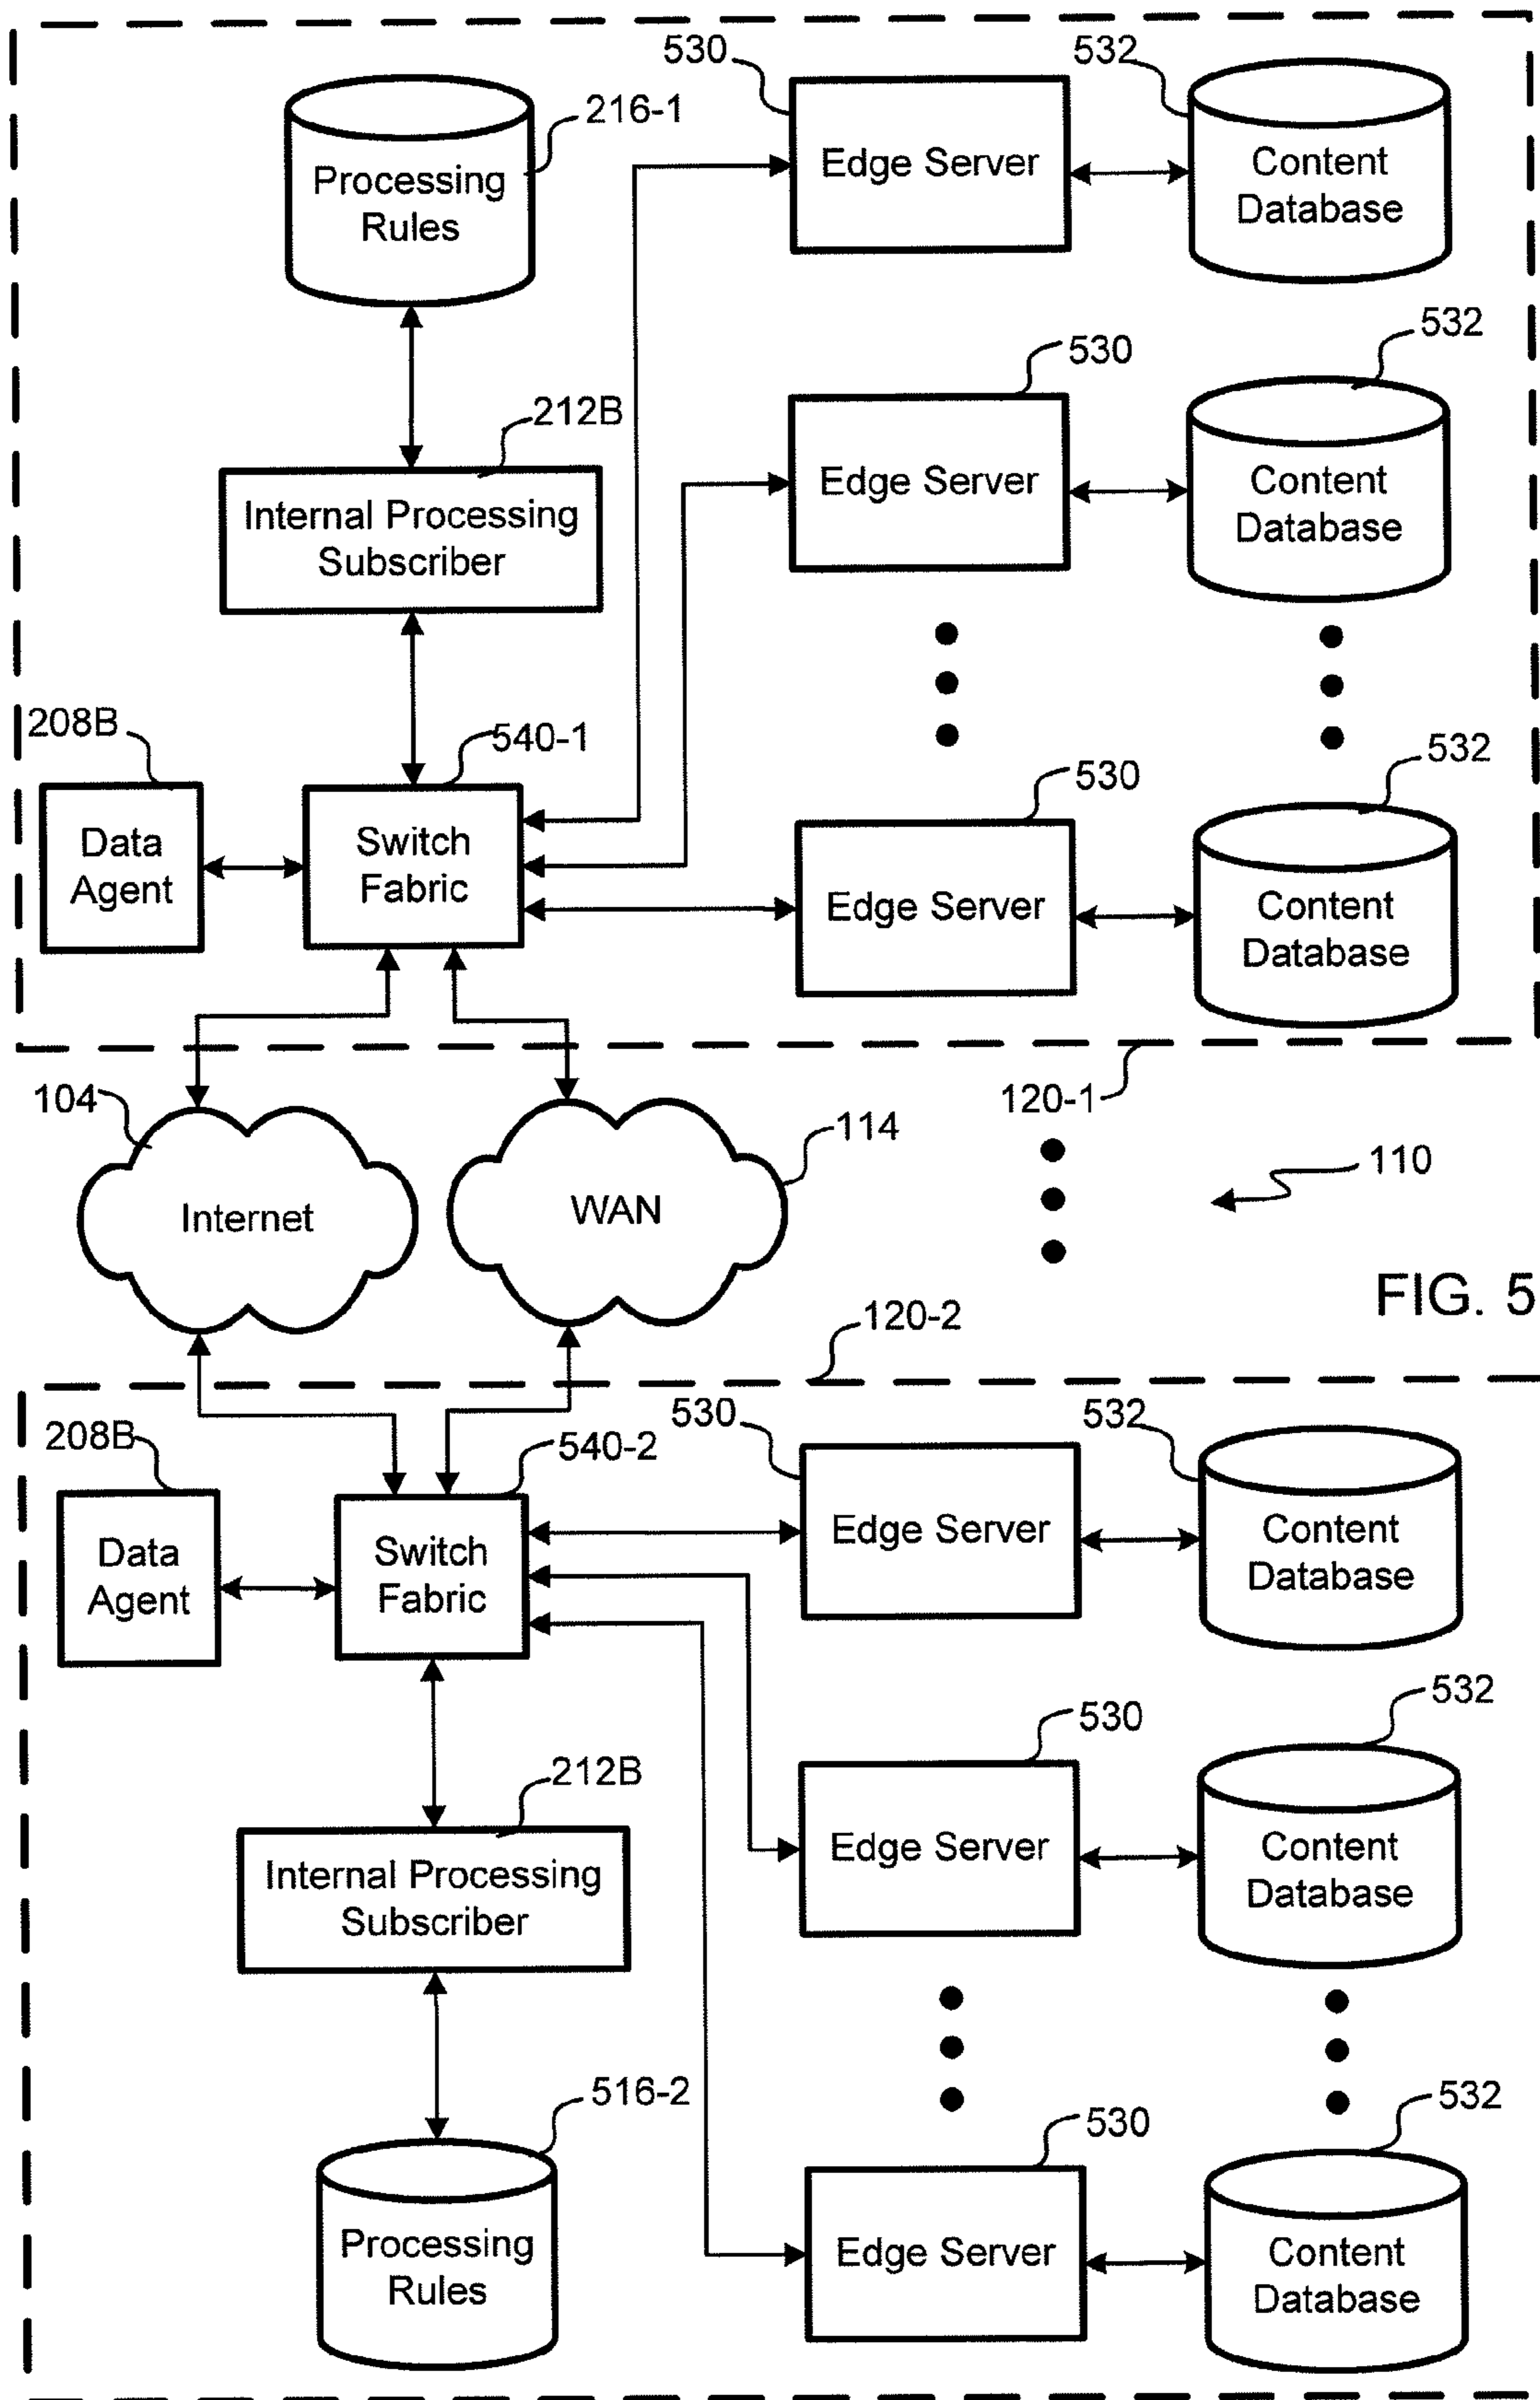 530
532
216-1
Processing
Rules
Edge Server
Content
Database
530
532
212B
Internal Processing
Subscriber
Edge Server
Content
Database
208B
540-1
530
532
Data
Agent
Switch
Fabric
Edge Server
Content
Database
104
120-1
114
110
Internet
WAN
FIG. 5
120-2
208B
540-2
530
532
Data
Agent
Switch
Fabric
Edge Server
Content
Database
530
532
212B
Internal Processing
Subscriber
Edge Server
Content
Database
516-2
530
532
Processing
Rules
Edge Server
Content
Database